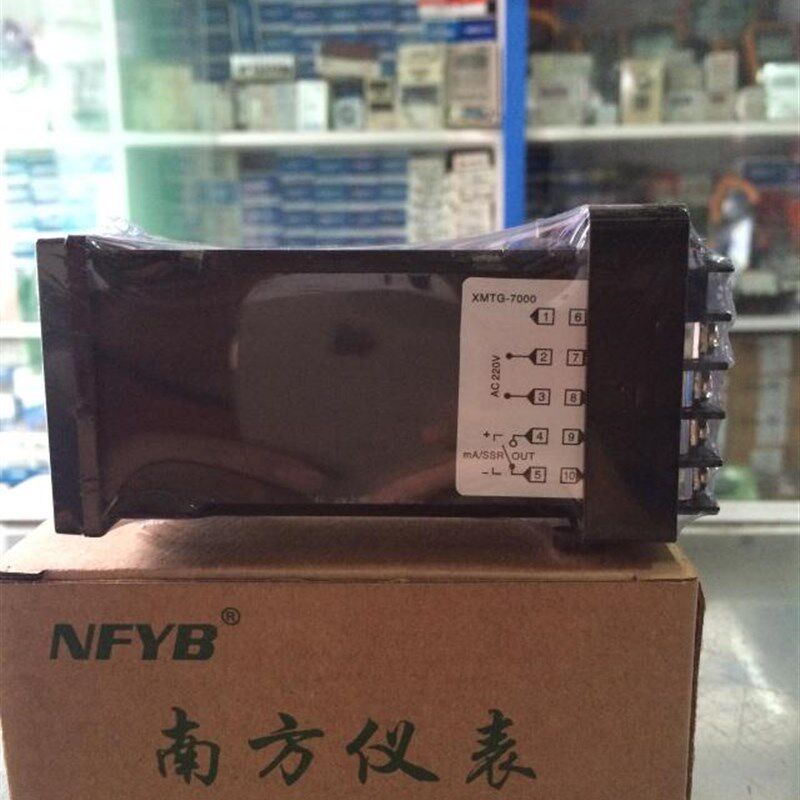 XMTG-7000
1 6
2 7
AC 220V
3 8
+ 4 9
mA/SSR OUT
- 5 10
NFYB®
南方仪表